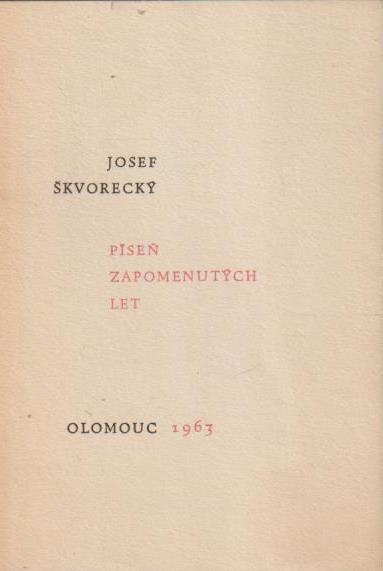 JOSEF
ŠKVORECKÝ
PÍSEŇ
ZAPOMENUTÝCH
LET
OLOMOUC 1963